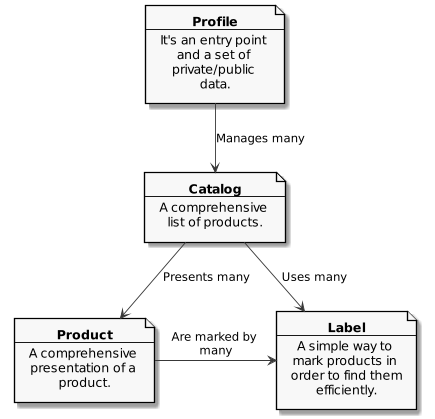 Profile
It's an entry point
and a set of
private/public
data.
Manages many
Catalog
A comprehensive
list of products.
Presents many
Uses many
Product
A comprehensive
presentation of a
product.
Are marked by
many
Label
A simple way to
mark products in
order to find them
efficiently.